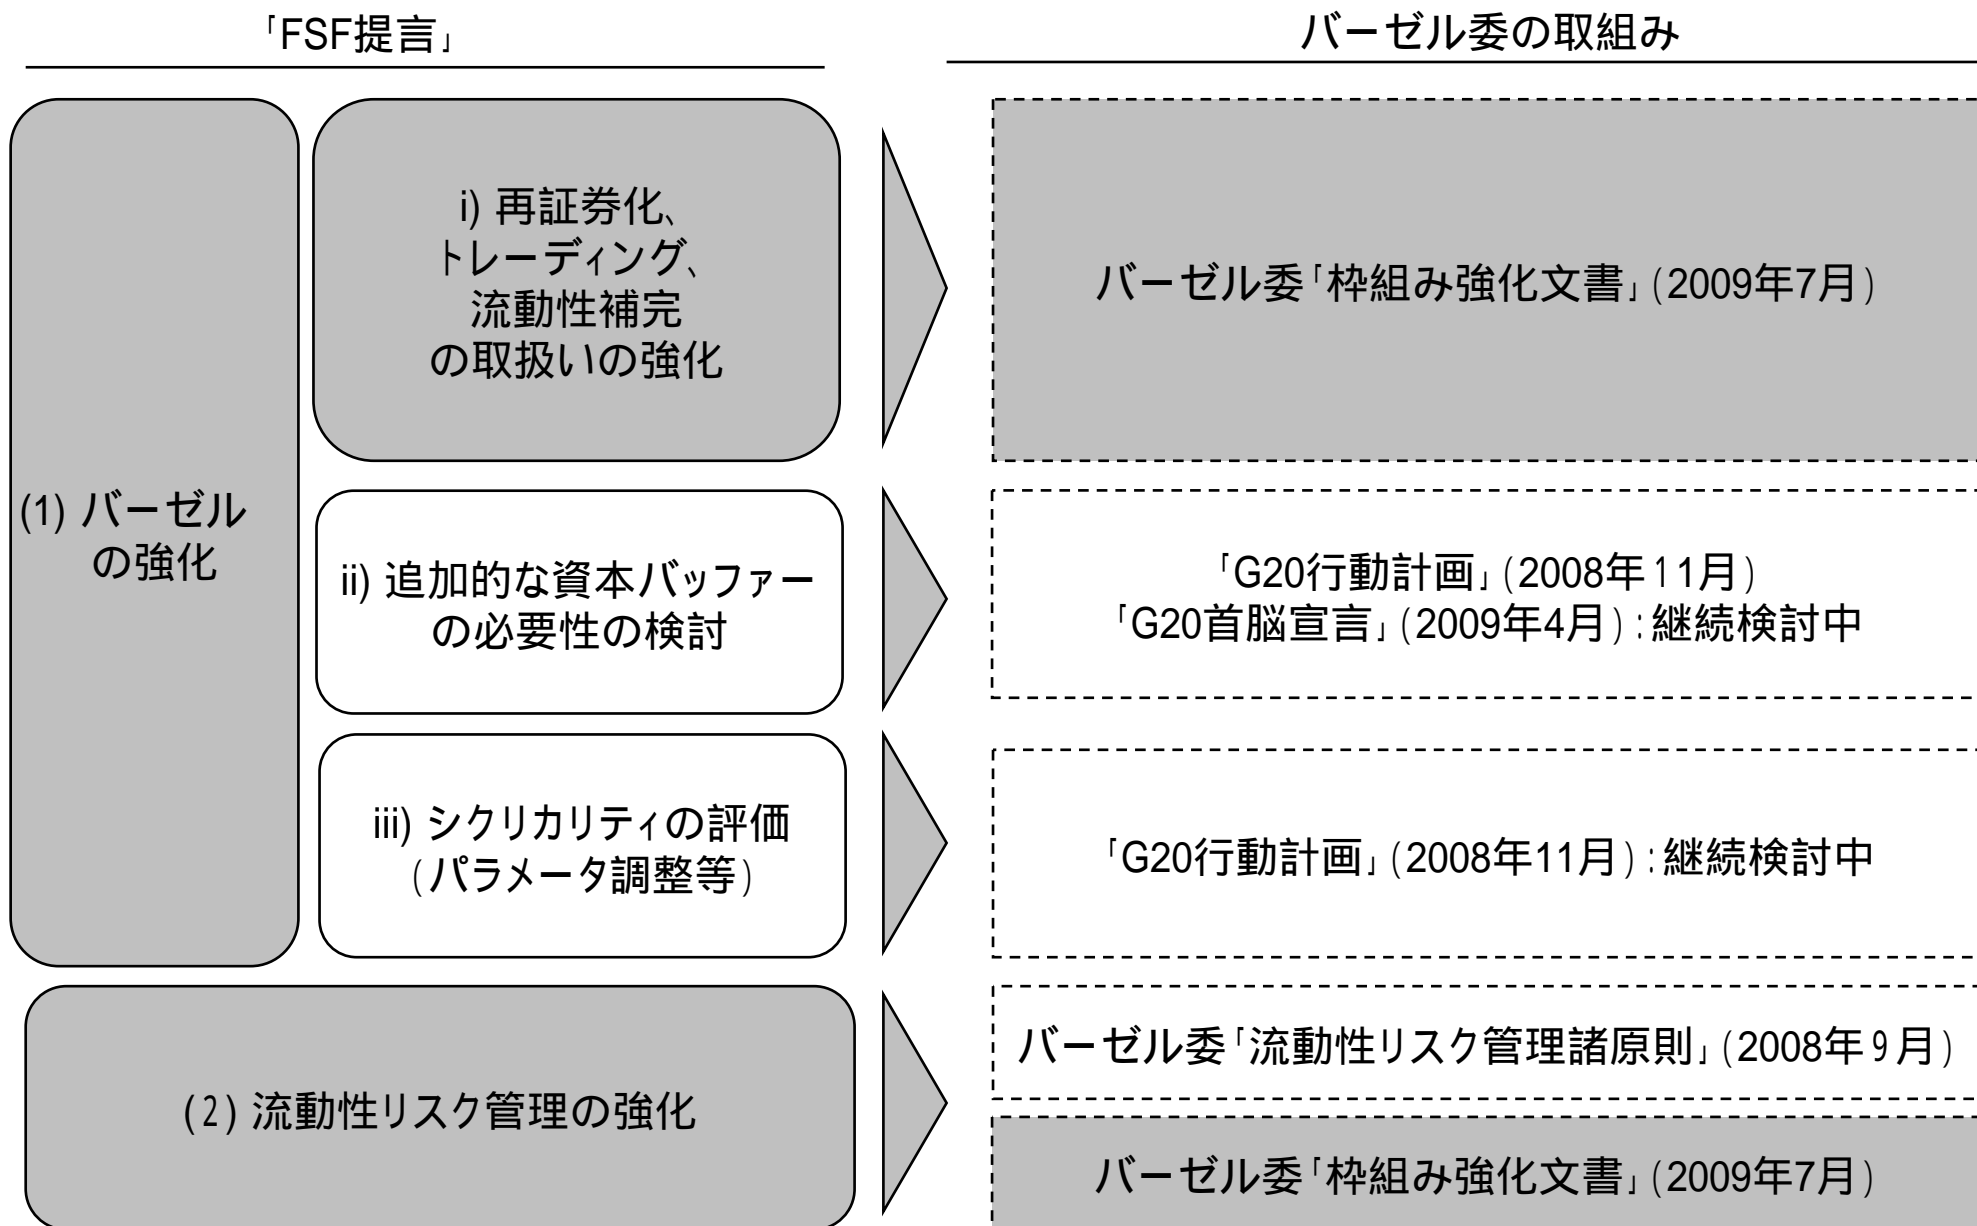 「FSF提言」
バーゼル委の取組み
(1) バーゼル
の強化
i) 再証券化、
トレーディング、
流動性補完
の取扱いの強化
バーゼル委「枠組み強化文書」(2009年7月)
ii) 追加的な資本バッファー
の必要性の検討
「G20行動計画」(2008年11月)
「G20首脳宣言」(2009年4月):継続検討中
iii) シクリカリティの評価
(パラメータ調整等)
「G20行動計画」(2008年11月):継続検討中
(2) 流動性リスク管理の強化
バーゼル委「流動性リスク管理諸原則」(2008年9月)
バーゼル委「枠組み強化文書」(2009年7月)